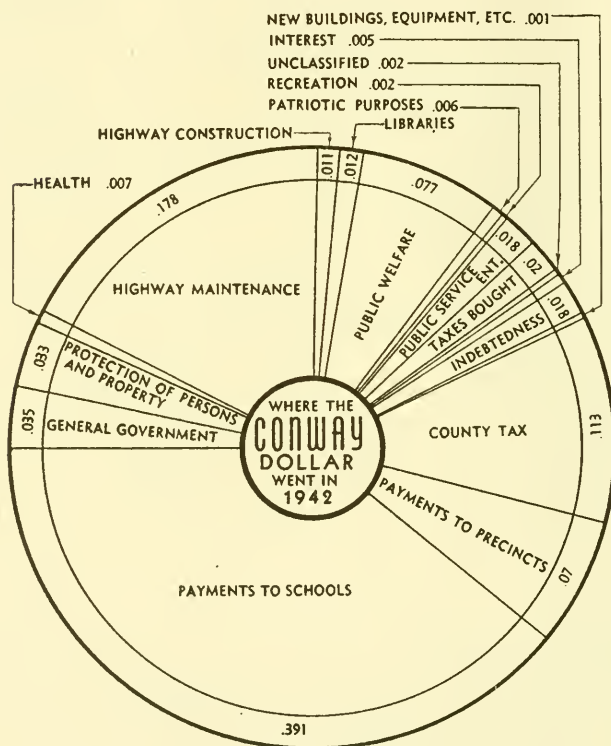 NEW BUILDINGS, EQUIPMENT, ETC. .001
INTEREST .005
UNCLASSIFIED .002
RECREATION .002
PATRIOTIC PURPOSES .006
HIGHWAY CONSTRUCTION
LIBRARIES
HEALTH .007
.178
.011
.012
.077
.018
.02
.018
HIGHWAY MAINTENANCE
PUBLIC WELFARE
PUBLIC SERVICE ENT.
TAXES BOUGHT
INDEBTEDNESS
.033
PROTECTION OF PERSONS
AND PROPERTY
.035
GENERAL GOVERNMENT
WHERE THE
CONWAY
DOLLAR
WENT IN
1942
COUNTY TAX
.113
PAYMENTS TO PRECINCTS
.07
PAYMENTS TO SCHOOLS
.391